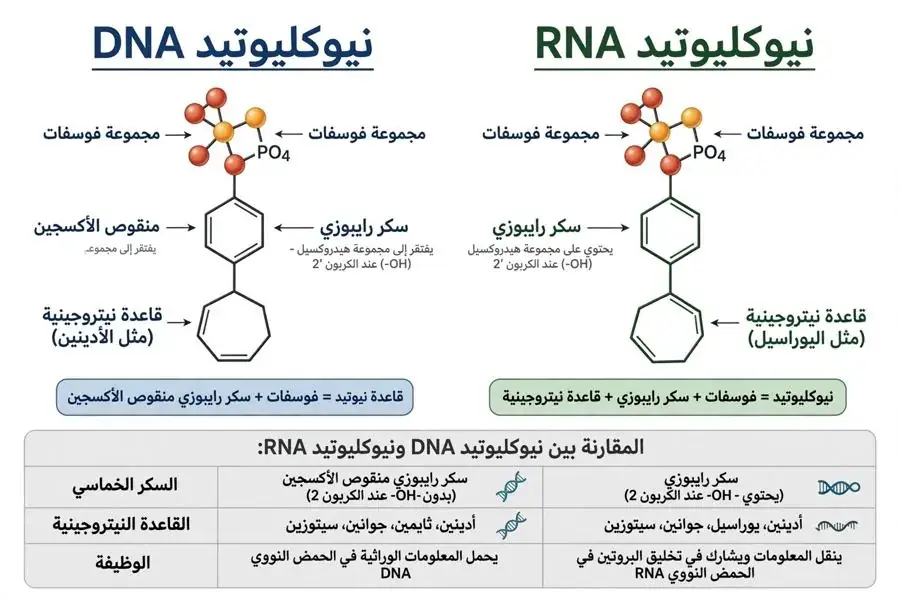 نيوكليوتيد DNA
مجموعة فوسفات
مجموعة فوسفات
PO4
منقوص الأكسجين
يفتقر إلى مجموعـ
سكر رايبوزي
يفتقر إلى مجموعة هيدروكسيل -
(-OH) عند الكربون '2
قاعدة نيتروجينية
(مثل الأدينين)
قاعدة نيوتيد = فوسفات + سكر رايبوزي منقوص الأكسجين
نيوكليوتيد RNA
مجموعة فوسفات
مجموعة فوسفات
PO4
سكر رايبوزي
يحتوي على مجموعة هيدروكسيل
(-OH) عند الكربون '2
قاعدة نيتروجينية
(مثل اليوراسيل)
نيوكليوتيد = فوسفات + سكر رايبوزي + قاعدة نيتروجينية
المقارنة بين نيوكليوتيد DNA ونيوكليوتيد RNA:
السكر الخماسي
سكر رايبوزي منقوص الأكسجين
(بدون-OH- عند الكربون 2)
سكر رايبوزي
(يحتوي - OH- عند الكربون 2)
القاعدة النيتروجينية
أدينين، ثايمين، جوانين، سيتوزين
أدينين، يوراسيل، جوانين، سيتوزين
الوظيفة
يحمل المعلومات الوراثية في الحمض النووي
DNA
ينقل المعلومات ويشارك في تخليق البروتين في
الحمض النووي RNA